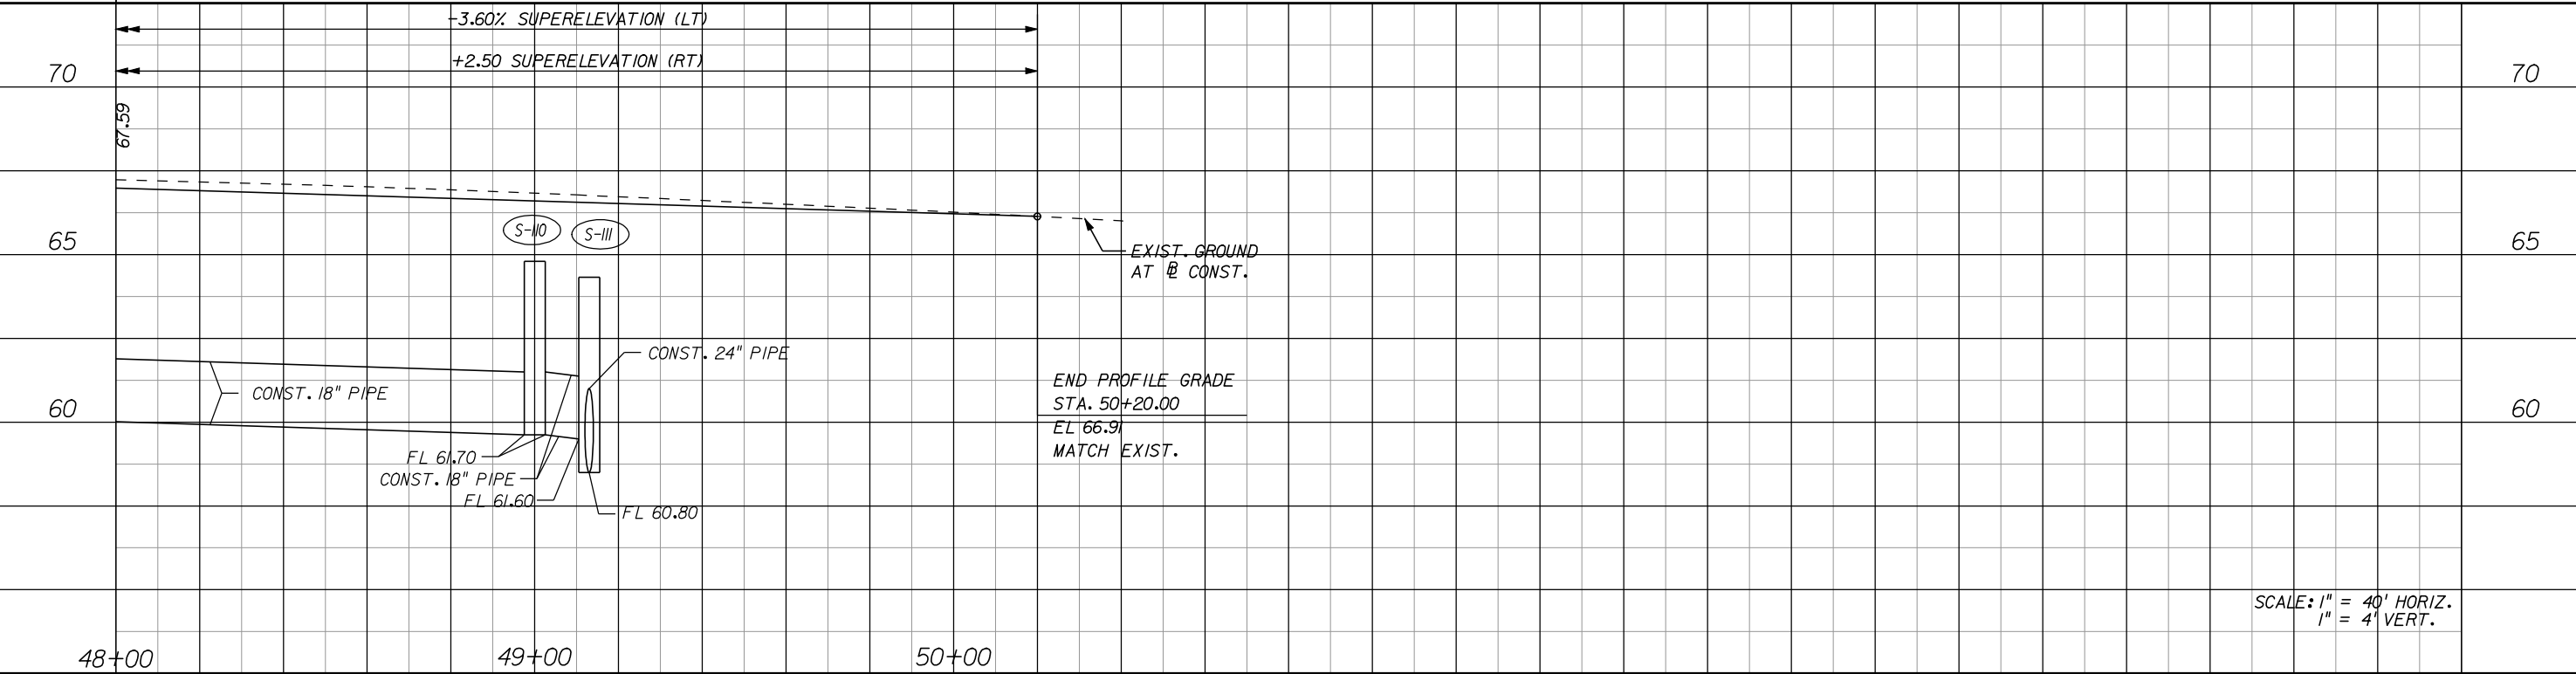 -3.60% SUPERELEVATION (LT)
+2.50 SUPERELEVATION (RT)
70
70
67.59
S-110
S-111
65
65
EXIST. GROUND
AT ℄ CONST.
CONST. 24" PIPE
END PROFILE GRADE
CONST. 18" PIPE
STA. 50+20.00
60
60
EL 66.91
MATCH EXIST.
FL 61.70
CONST. 18" PIPE
FL 61.60
FL 60.80
SCALE: 1" = 40' HORIZ.
1" = 4' VERT.
48+00
49+00
50+00